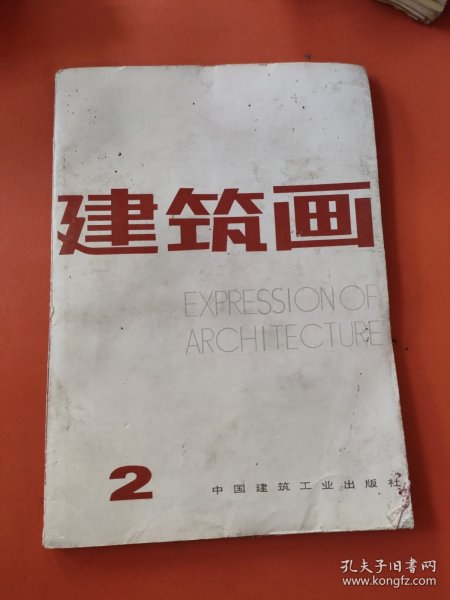 建筑画
EXPRESSION OF
ARCHITECTURE
2
中国建筑工业出版社
孔夫子旧书网
www.kongfz.com